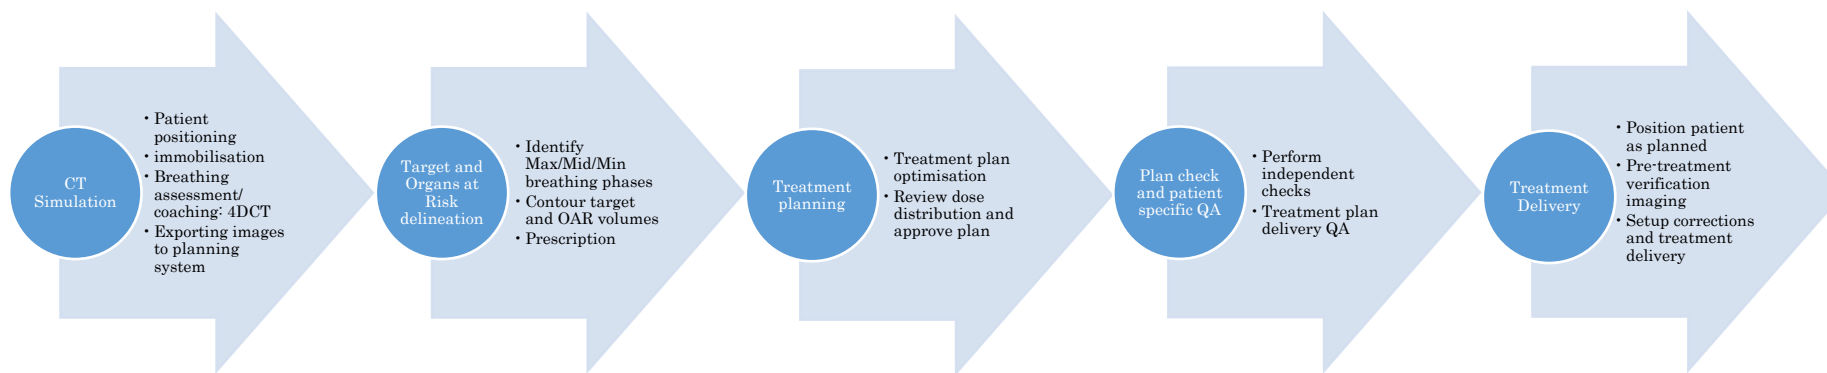 CT
Simulation
• Patient
positioning
• immobilisation
• Breathing
assessment/
coaching: 4DCT
• Exporting images
to planning
system
Target and
Organs at
Risk
delineation
• Identify
Max/Mid/Min
breathing phases
• Contour target
and OAR volumes
• Prescription
Treatment
planning
• Treatment plan
optimisation
• Review dose
distribution and
approve plan
Plan check
and patient
specific QA
• Perform
independent
checks
• Treatment plan
delivery QA
Treatment
Delivery
• Position patient
as planned
• Pre-treatment
verification
imaging
• Setup corrections
and treatment
delivery